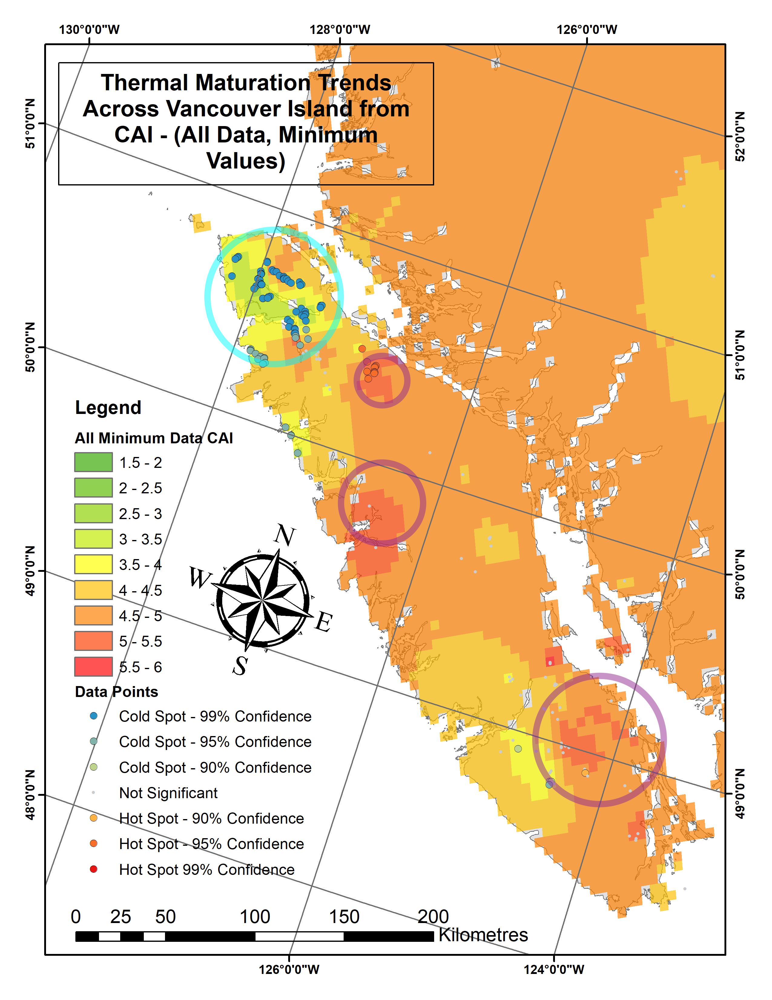 130°0'0"W 128°0'0"W 126°0'0"W
Thermal Maturation Trends
Across Vancouver Island from
CAI - (All Data, Minimum
Values)
51°0'0"N
50°0'0"N
49°0'0"N
48°0'0"N
52°0'0"N
51°0'0"N
50°0'0"N
49°0'0"N
Legend
All Minimum Data CAI
1.5 - 2
2 - 2.5
2.5 - 3
3 - 3.5
3.5 - 4
4 - 4.5
4.5 - 5
5 - 5.5
5.5 - 6
Data Points
Cold Spot - 99% Confidence
Cold Spot - 95% Confidence
Cold Spot - 90% Confidence
Not Significant
Hot Spot - 90% Confidence
Hot Spot - 95% Confidence
Hot Spot 99% Confidence
N
W
E
S
0 25 50 100 150 200
Kilometres
126°0'0"W 124°0'0"W